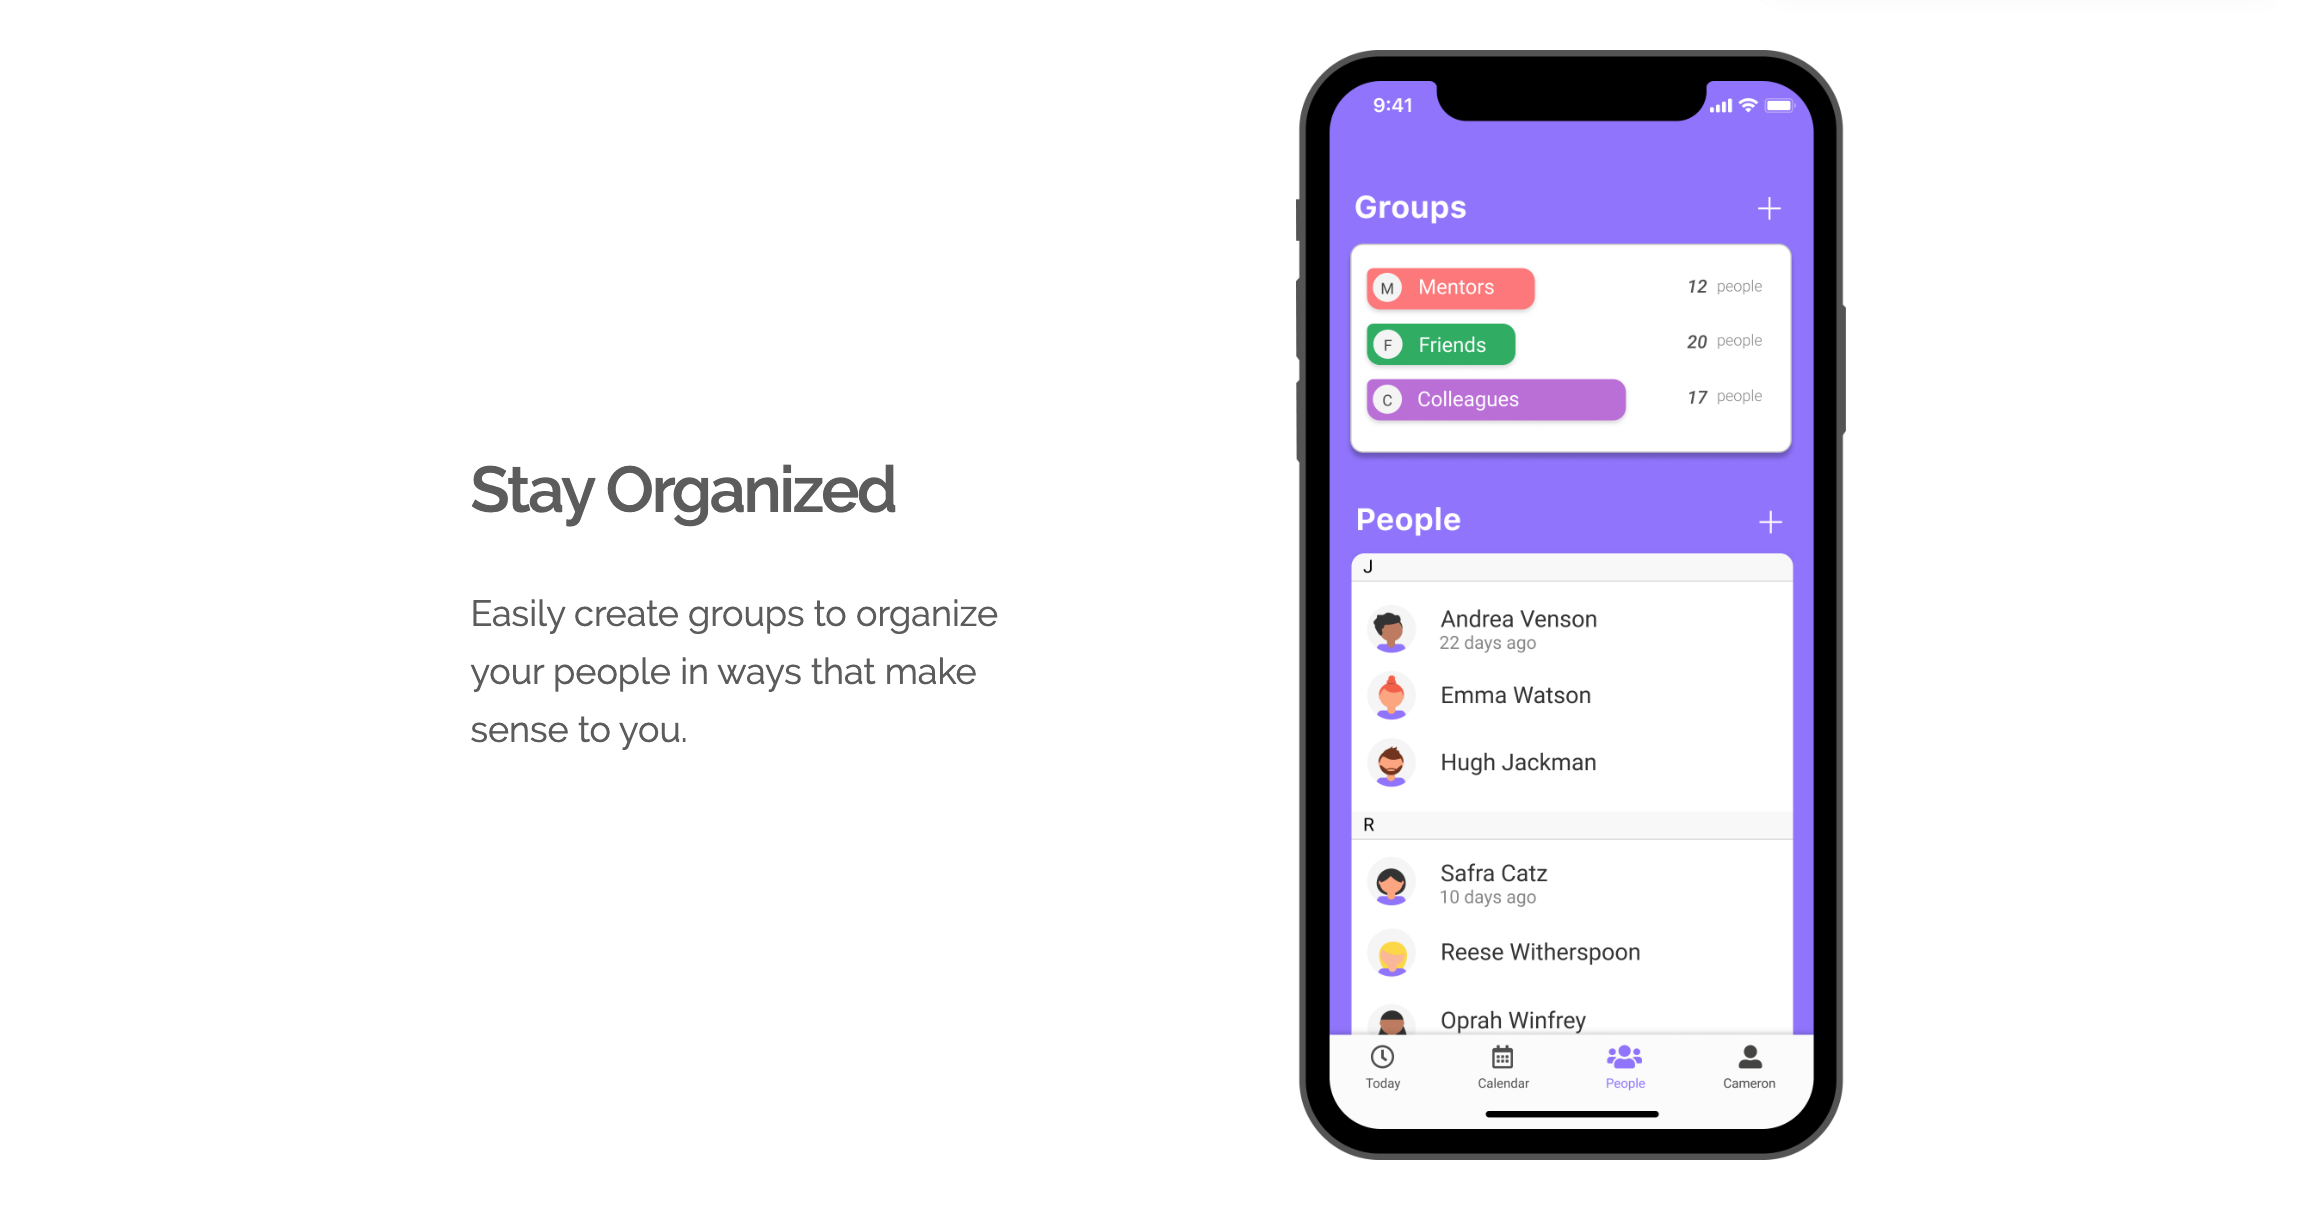 Stay Organized
Easily create groups to organize
your people in ways that make
sense to you.
9:41
Groups
M Mentors 12 people
F Friends 20 people
C Colleagues 17 people
People
J
Andrea Venson
22 days ago
Emma Watson
Hugh Jackman
R
Safra Catz
10 days ago
Reese Witherspoon
Oprah Winfrey
Today Calendar People Cameron